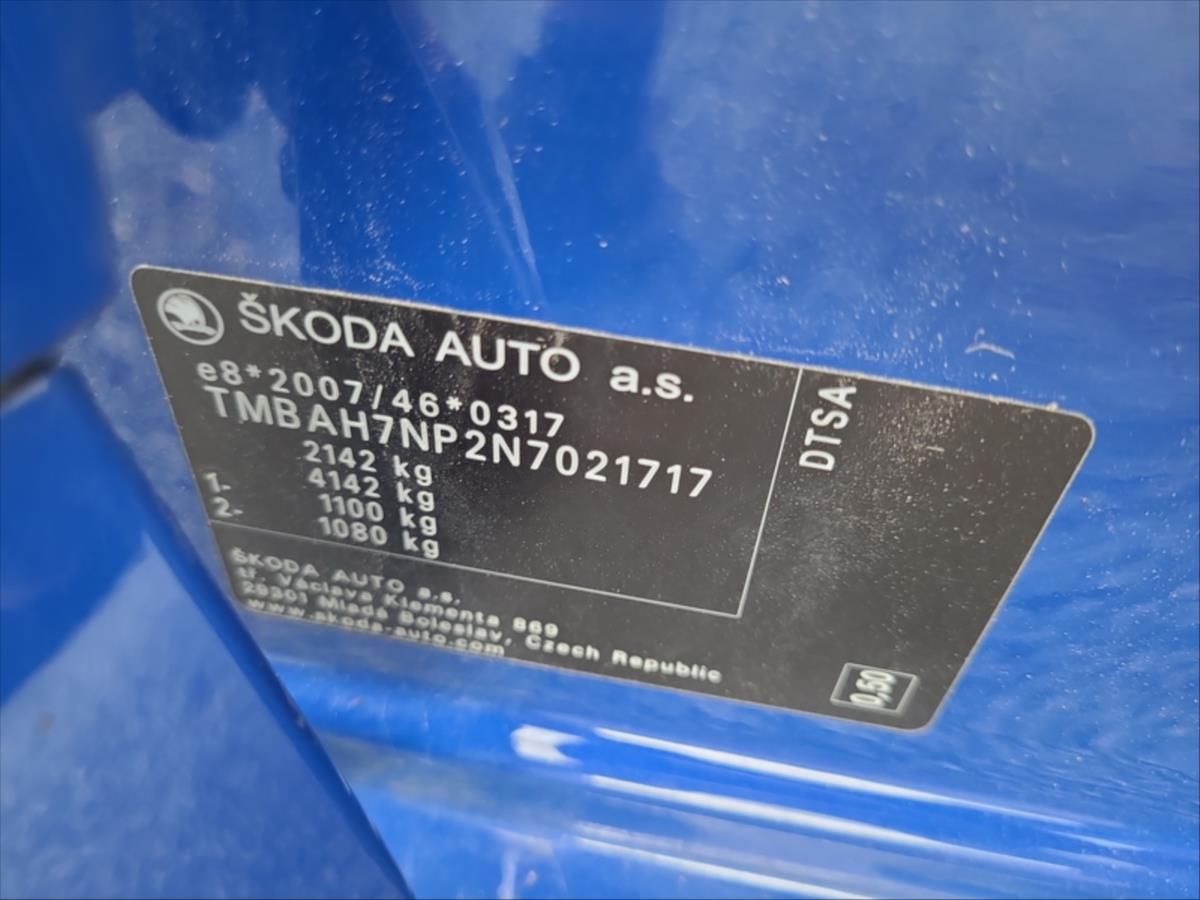 ŠKODA AUTO a.s.
e8*2007/46*0317
TMBAH7NP2N7021717
2142 kg
4142 kg
1- 1100 kg
2- 1080 kg
ŠKODA AUTO a.s.
tř. Václava Klementa 869
29301 Mladá Boleslav, Czech Republic
www.skoda-auto.com
DTSA
0,50